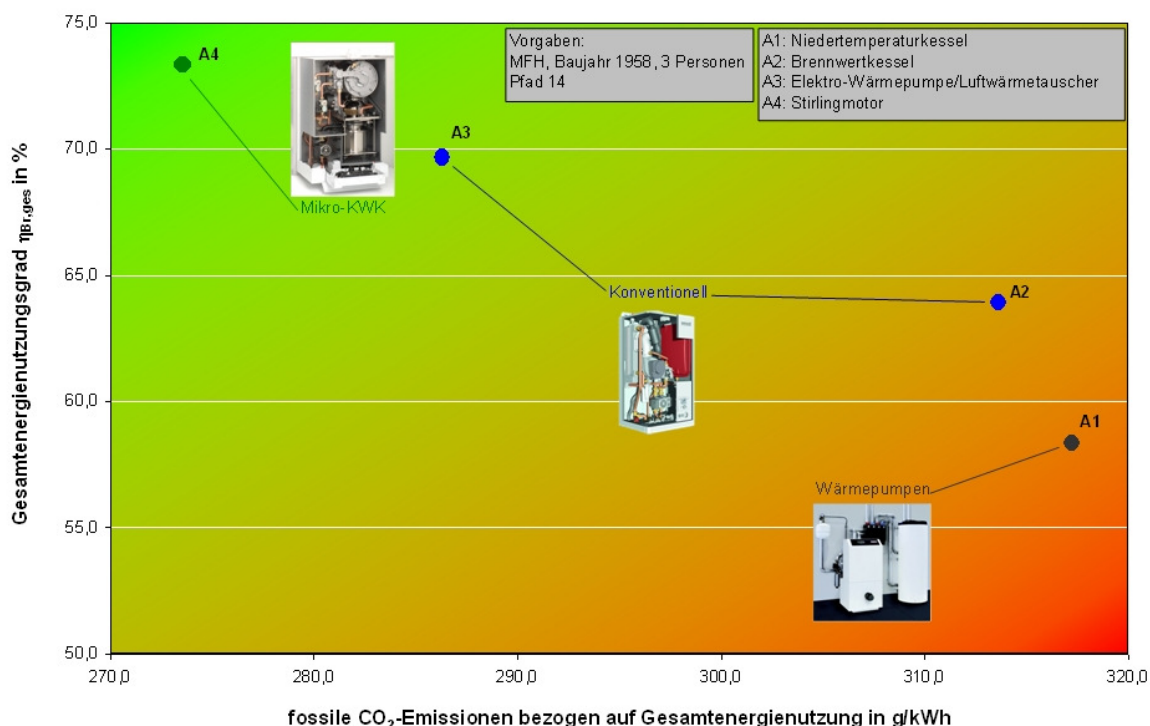 75,0
70,0
65,0
60,0
55,0
50,0
Gesamtenergienutzungsgrad ηBr,ges in %
A4
Vorgaben:
MFH, Baujahr 1958, 3 Personen
Pfad 14
A1: Niedertemperaturkessel
A2: Brennwertkessel
A3: Elektro-Wärmepumpe/Luftwärmetauscher
A4: Stirlingmotor
A3
Mikro-KWK
Konventionell
A2
A1
Wärmepumpen
270,0 280,0 290,0 300,0 310,0 320,0
fossile CO₂-Emissionen bezogen auf Gesamtenergienutzung in g/kWh